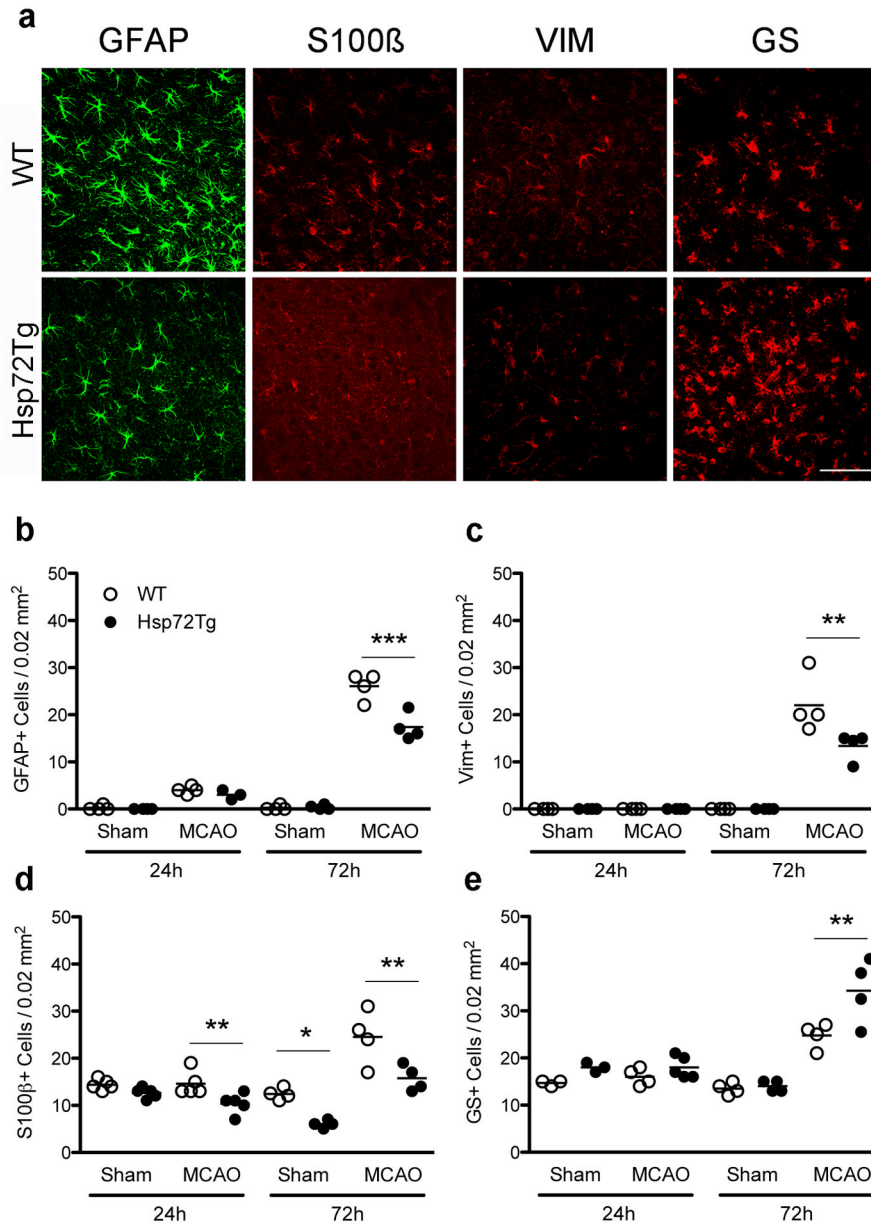 a
GFAP S100ß VIM GS
WT
Hsp72Tg
b
GFAP+ Cells / 0.02 mm²
50
40
30
20
10
0
WT
Hsp72Tg
***
Sham MCAO Sham MCAO
24h 72h
c
Vim+ Cells / 0.02 mm²
50
40
30
20
10
0
**
Sham MCAO Sham MCAO
24h 72h
d
S100β+ Cells / 0.02 mm²
50
40
30
20
10
0
** * **
Sham MCAO Sham MCAO
24h 72h
e
GS+ Cells / 0.02 mm²
50
40
30
20
10
0
**
Sham MCAO Sham MCAO
24h 72h